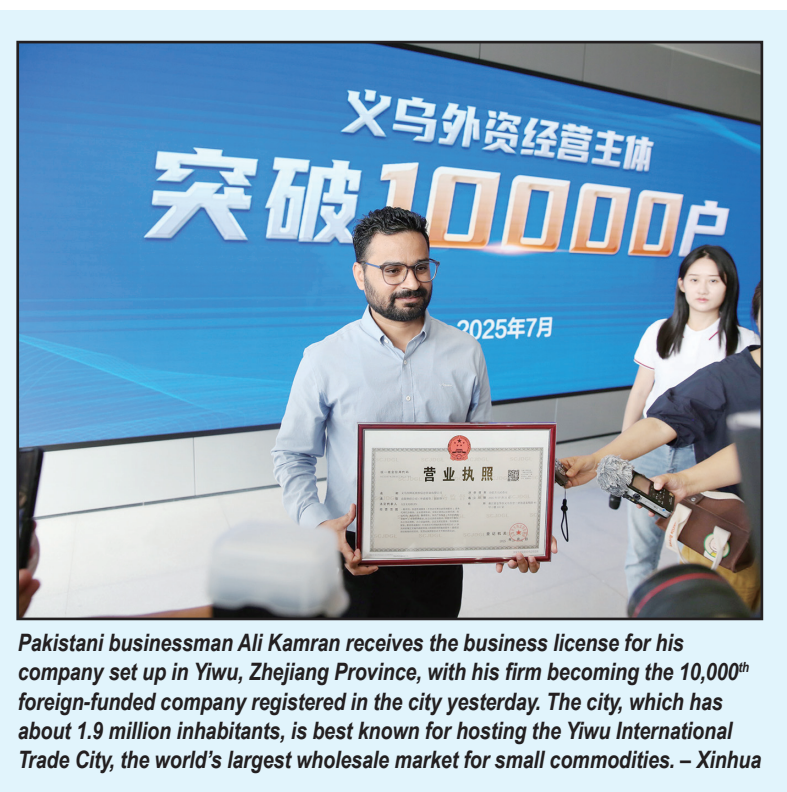 义乌外资经营主体
突破10000户
2025年7月
营业执照
Pakistani businessman Ali Kamran receives the business license for his
company set up in Yiwu, Zhejiang Province, with his firm becoming the 10,000th
foreign-funded company registered in the city yesterday. The city, which has
about 1.9 million inhabitants, is best known for hosting the Yiwu International
Trade City, the world's largest wholesale market for small commodities. – Xinhua